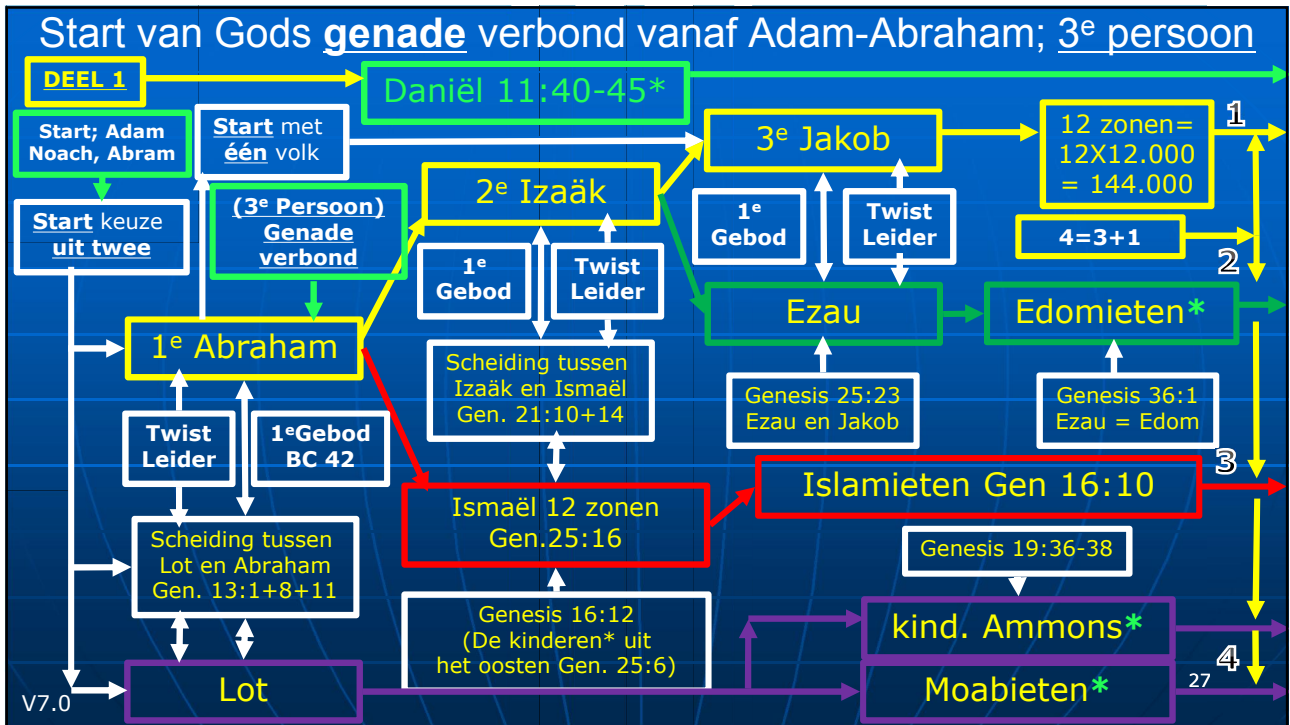 Start van Gods genade verbond vanaf Adam-Abraham; 3e persoon
DEEL 1
Daniël 11:40-45*
Start; Adam
Noach, Abram
Start met
één volk
3e Jakob
12 zonen=
12X12.000
= 144.000
1
2e Izaäk
(3e Persoon)
Genade
verbond
Start keuze
uit twee
1e
Gebod
Twist
Leider
4=3+1
2
1e
Gebod
Twist
Leider
Ezau
Edomieten*
1e Abraham
Scheiding tussen
Izaäk en Ismaël
Gen. 21:10+14
Genesis 25:23
Ezau en Jakob
Genesis 36:1
Ezau = Edom
Twist
Leider
1eGebod
BC 42
3
Islamieten Gen 16:10
Ismaël 12 zonen
Gen.25:16
Scheiding tussen
Lot en Abraham
Gen. 13:1+8+11
Genesis 19:36-38
Genesis 16:12
(De kinderen* uit
het oosten Gen. 25:6)
kind. Ammons*
4
Lot
Moabieten*
27
V7.0